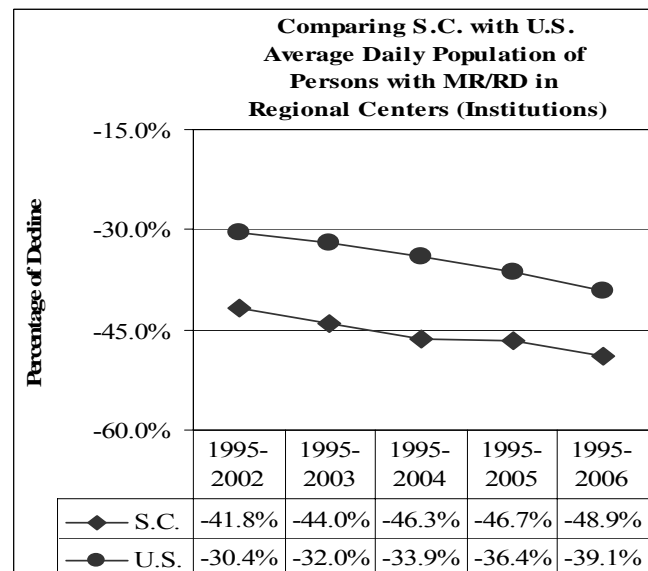 Comparing S.C. with U.S.
Average Daily Population of
Persons with MR/RD in
Regional Centers (Institutions)
Percentage of Decline
-15.0%
-30.0%
-45.0%
-60.0%
1995- 1995- 1995- 1995- 1995-
2002 2003 2004 2005 2006
S.C. -41.8% -44.0% -46.3% -46.7% -48.9%
U.S. -30.4% -32.0% -33.9% -36.4% -39.1%